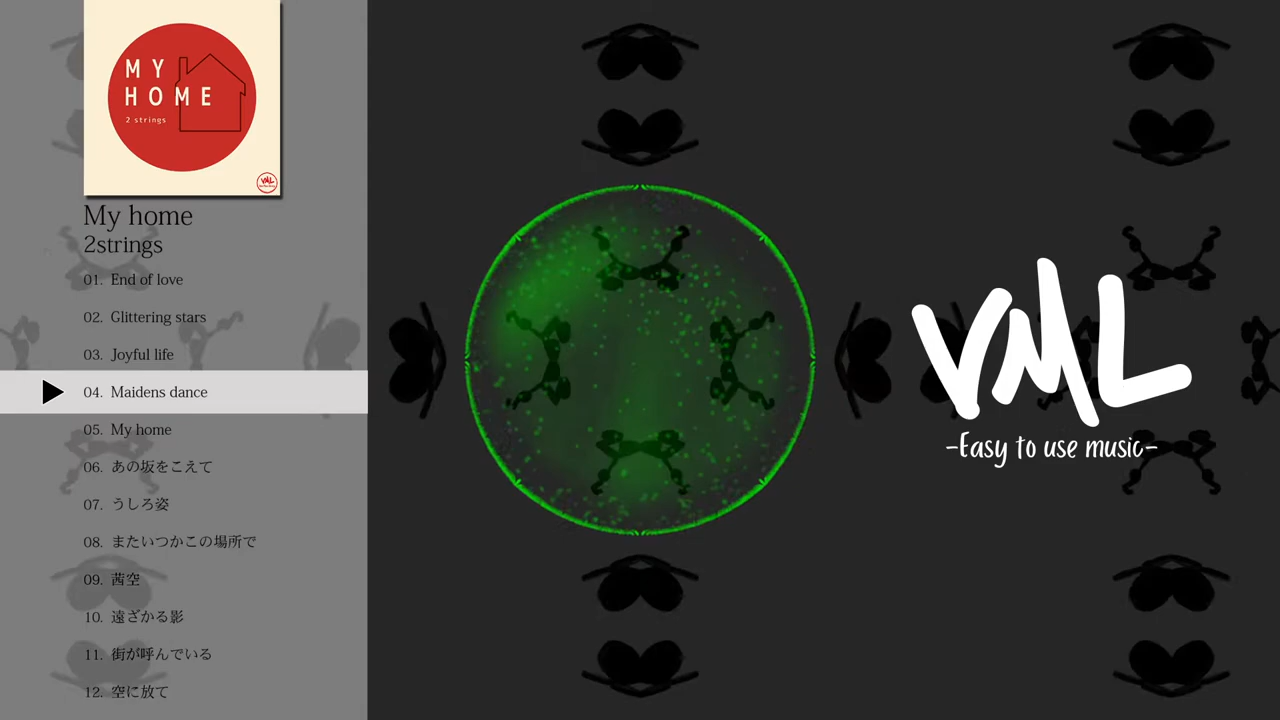 MY
HOME
2 strings
VML
My home
2strings
01. End of love
02. Glittering stars
03. Joyful life
04. Maidens dance
05. My home
06. あの坂をこえて
07. うしろ姿
08. またいつかこの場所で
09. 茜空
10. 遠ざかる影
11. 街が呼んでいる
12. 空に放て
VML
-Easy to use music-